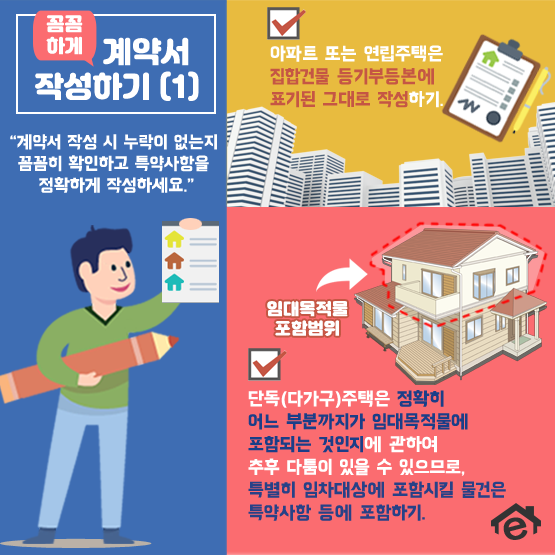 꼼꼼
하게
계약서
작성하기 (1)
“계약서 작성 시 누락이 없는지
꼼꼼히 확인하고 특약사항을
정확하게 작성하세요.”
아파트 또는 연립주택은
집합건물 등기부등본에
표기된 그대로 작성하기.
임대목적물
포함범위
단독(다가구)주택은 정확히
어느 부분까지가 임대목적물에
포함되는 것인지에 관하여
추후 다툼이 있을 수 있으므로,
특별히 임차대상에 포함시킬 물건은
특약사항 등에 포함하기.
e